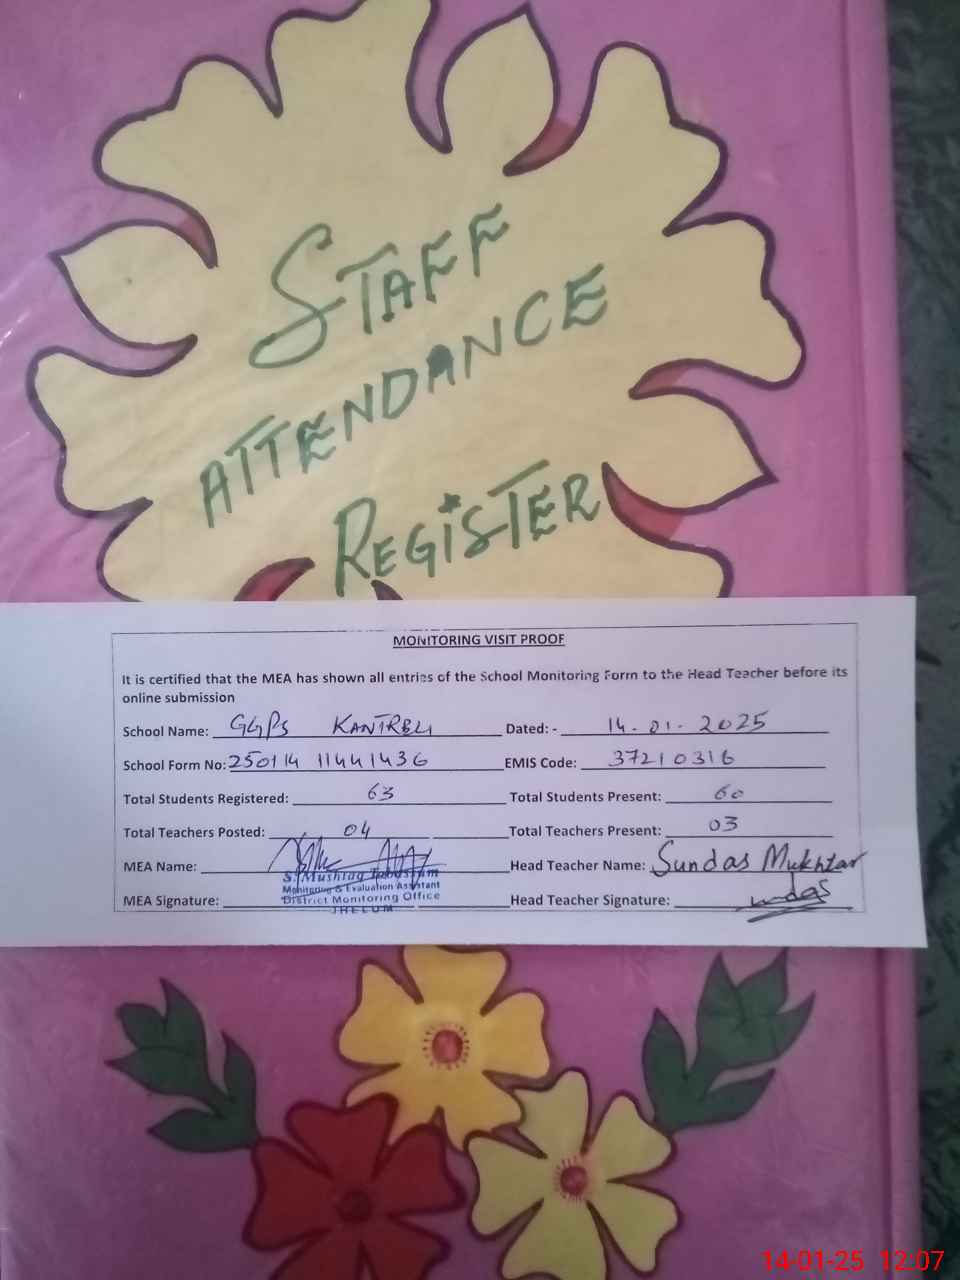 STAFF
ATTENDANCE
REGISTER
MONITORING VISIT PROOF
It is certified that the MEA has shown all entries of the School Monitoring Form to the Head Teacher before its
online submission
School Name: GGPS KANTRELI Dated: - 14-01-2025
School Form No: 250114 11441436 EMIS Code: 37210316
Total Students Registered: 63 Total Students Present: 60
Total Teachers Posted: 04 Total Teachers Present: 03
MEA Name: Head Teacher Name: Sundas Mukhtar
S. Mushtaq Tabassum
Monitoring & Evaluation Assistant
MEA Signature: District Monitoring Office Head Teacher Signature:
JHELUM
14-01-25 12:07